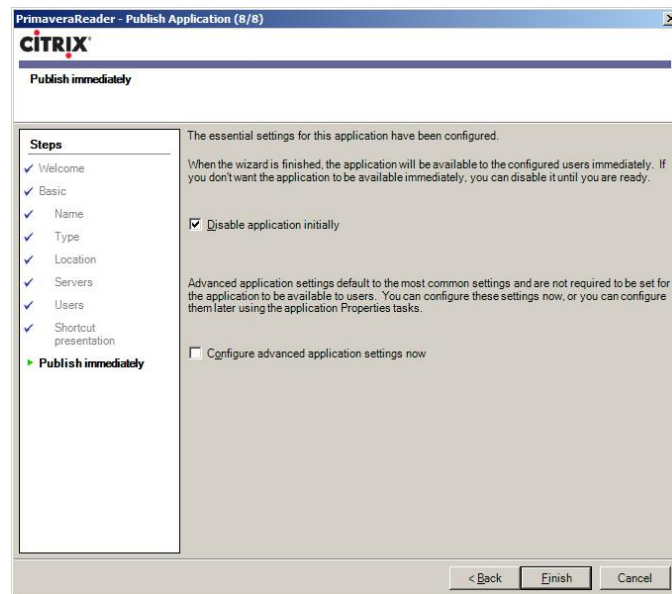 PrimaveraReader - Publish Application (8/8)
CİTRIX
Publish immediately
Steps
Welcome
Basic
Name
Type
Location
Servers
Users
Shortcut
presentation
Publish immediately
The essential settings for this application have been configured.
When the wizard is finished, the application will be available to the configured users immediately. If
you don't want the application to be available immediately, you can disable it until you are ready.
Disable application initially
Advanced application settings default to the most common settings and are not required to be set for
the application to be available to users. You can configure these settings now, or you can configure
them later using the application Properties tasks.
Configure advanced application settings now
< Back
Finish
Cancel